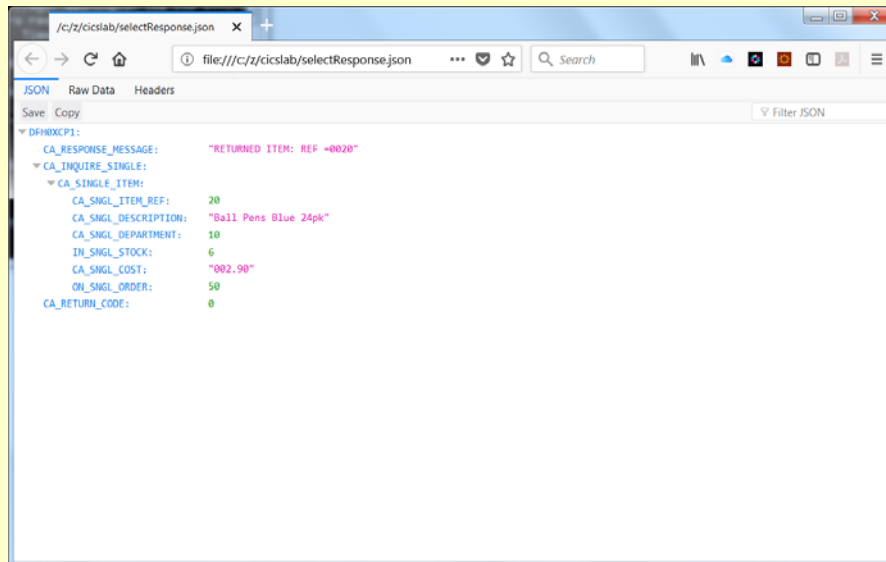 /c:/z/cicslab/selectResponse.json
file:///c:/z/cicslab/selectResponse.json
Search
JSON Raw Data Headers
Save Copy
Filter JSON
DFH0XCP1:
CA_RESPONSE_MESSAGE: "RETURNED ITEM: REF =0020"
CA_INQUIRE_SINGLE:
CA_SINGLE_ITEM:
CA_SNGL_ITEM_REF: 20
CA_SNGL_DESCRIPTION: "Ball Pens Blue 24pk"
CA_SNGL_DEPARTMENT: 10
IN_SNGL_STOCK: 6
CA_SNGL_COST: "002.90"
ON_SNGL_ORDER: 50
CA_RETURN_CODE: 0